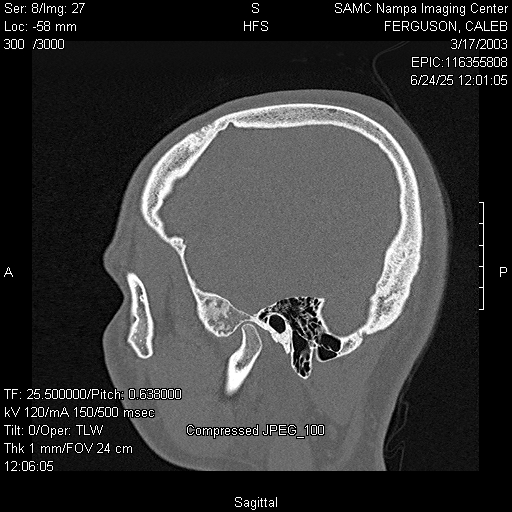 Ser: 8/Img: 27
Loc: -58 mm
300 /3000
S
HFS
SAMC Nampa Imaging Center
FERGUSON, CALEB
3/17/2003
EPIC:116355808
6/24/25 12:01:05
A
P
TF: 25.500000/Pitch: 0.638000
kV 120/mA 150/500 msec
Tilt: 0/Oper: TLW
Thk 1 mm/FOV 24 cm
12:06:05
Compressed JPEG_100
Sagittal